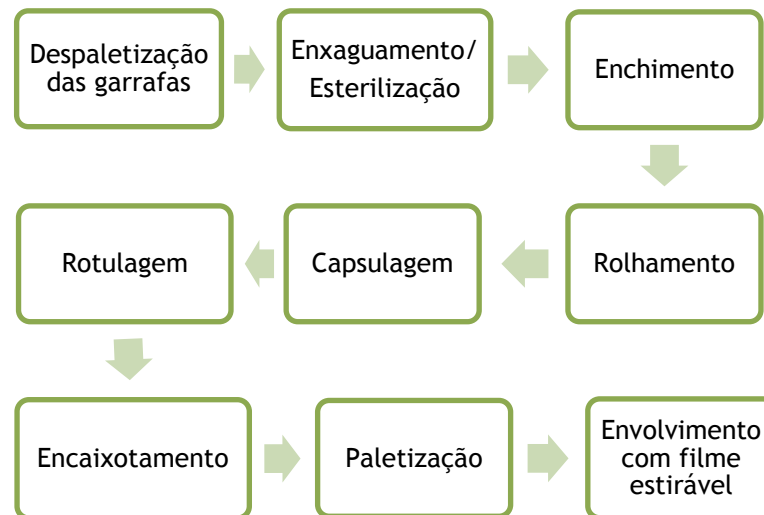 Despaletização
das garrafas
Enxaguamento/
Esterilização
Enchimento
Rolhamento
Capsulagem
Rotulagem
Encaixotamento
Paletização
Envolvimento
com filme
estirável